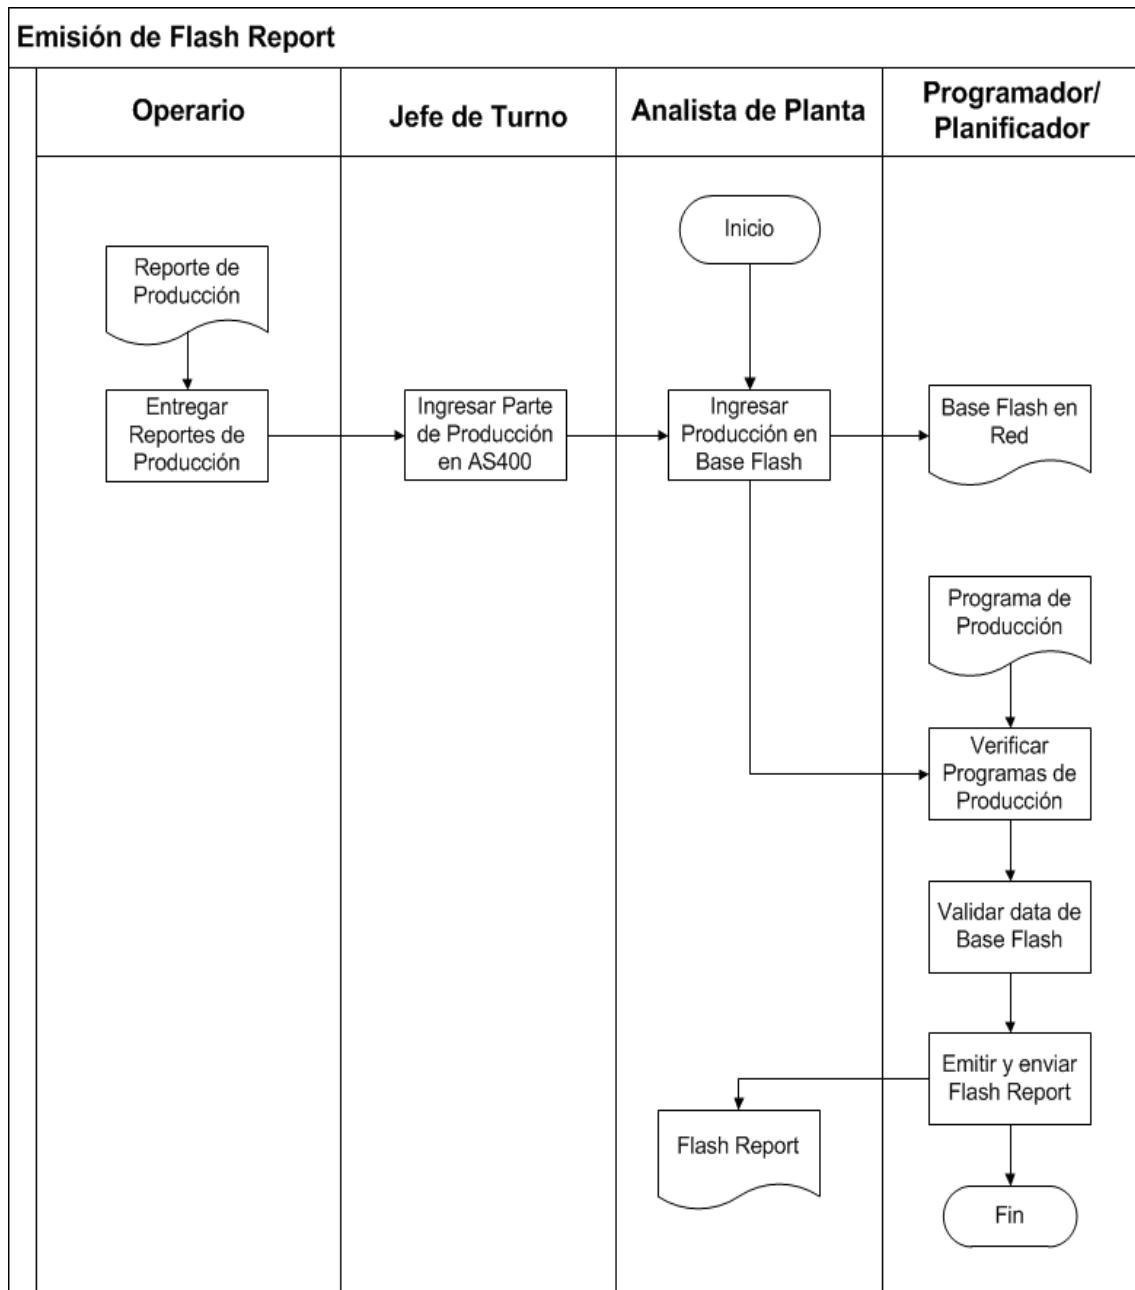 Emisión de Flash Report
Operario
Jefe de Turno
Analista de Planta
Programador/
Planificador
Inicio
Reporte de
Producción
Entregar
Reportes de
Producción
Ingresar Parte
de Producción
en AS400
Ingresar
Producción en
Base Flash
Base Flash en
Red
Programa de
Producción
Verificar
Programas de
Producción
Validar data de
Base Flash
Emitir y enviar
Flash Report
Flash Report
Fin